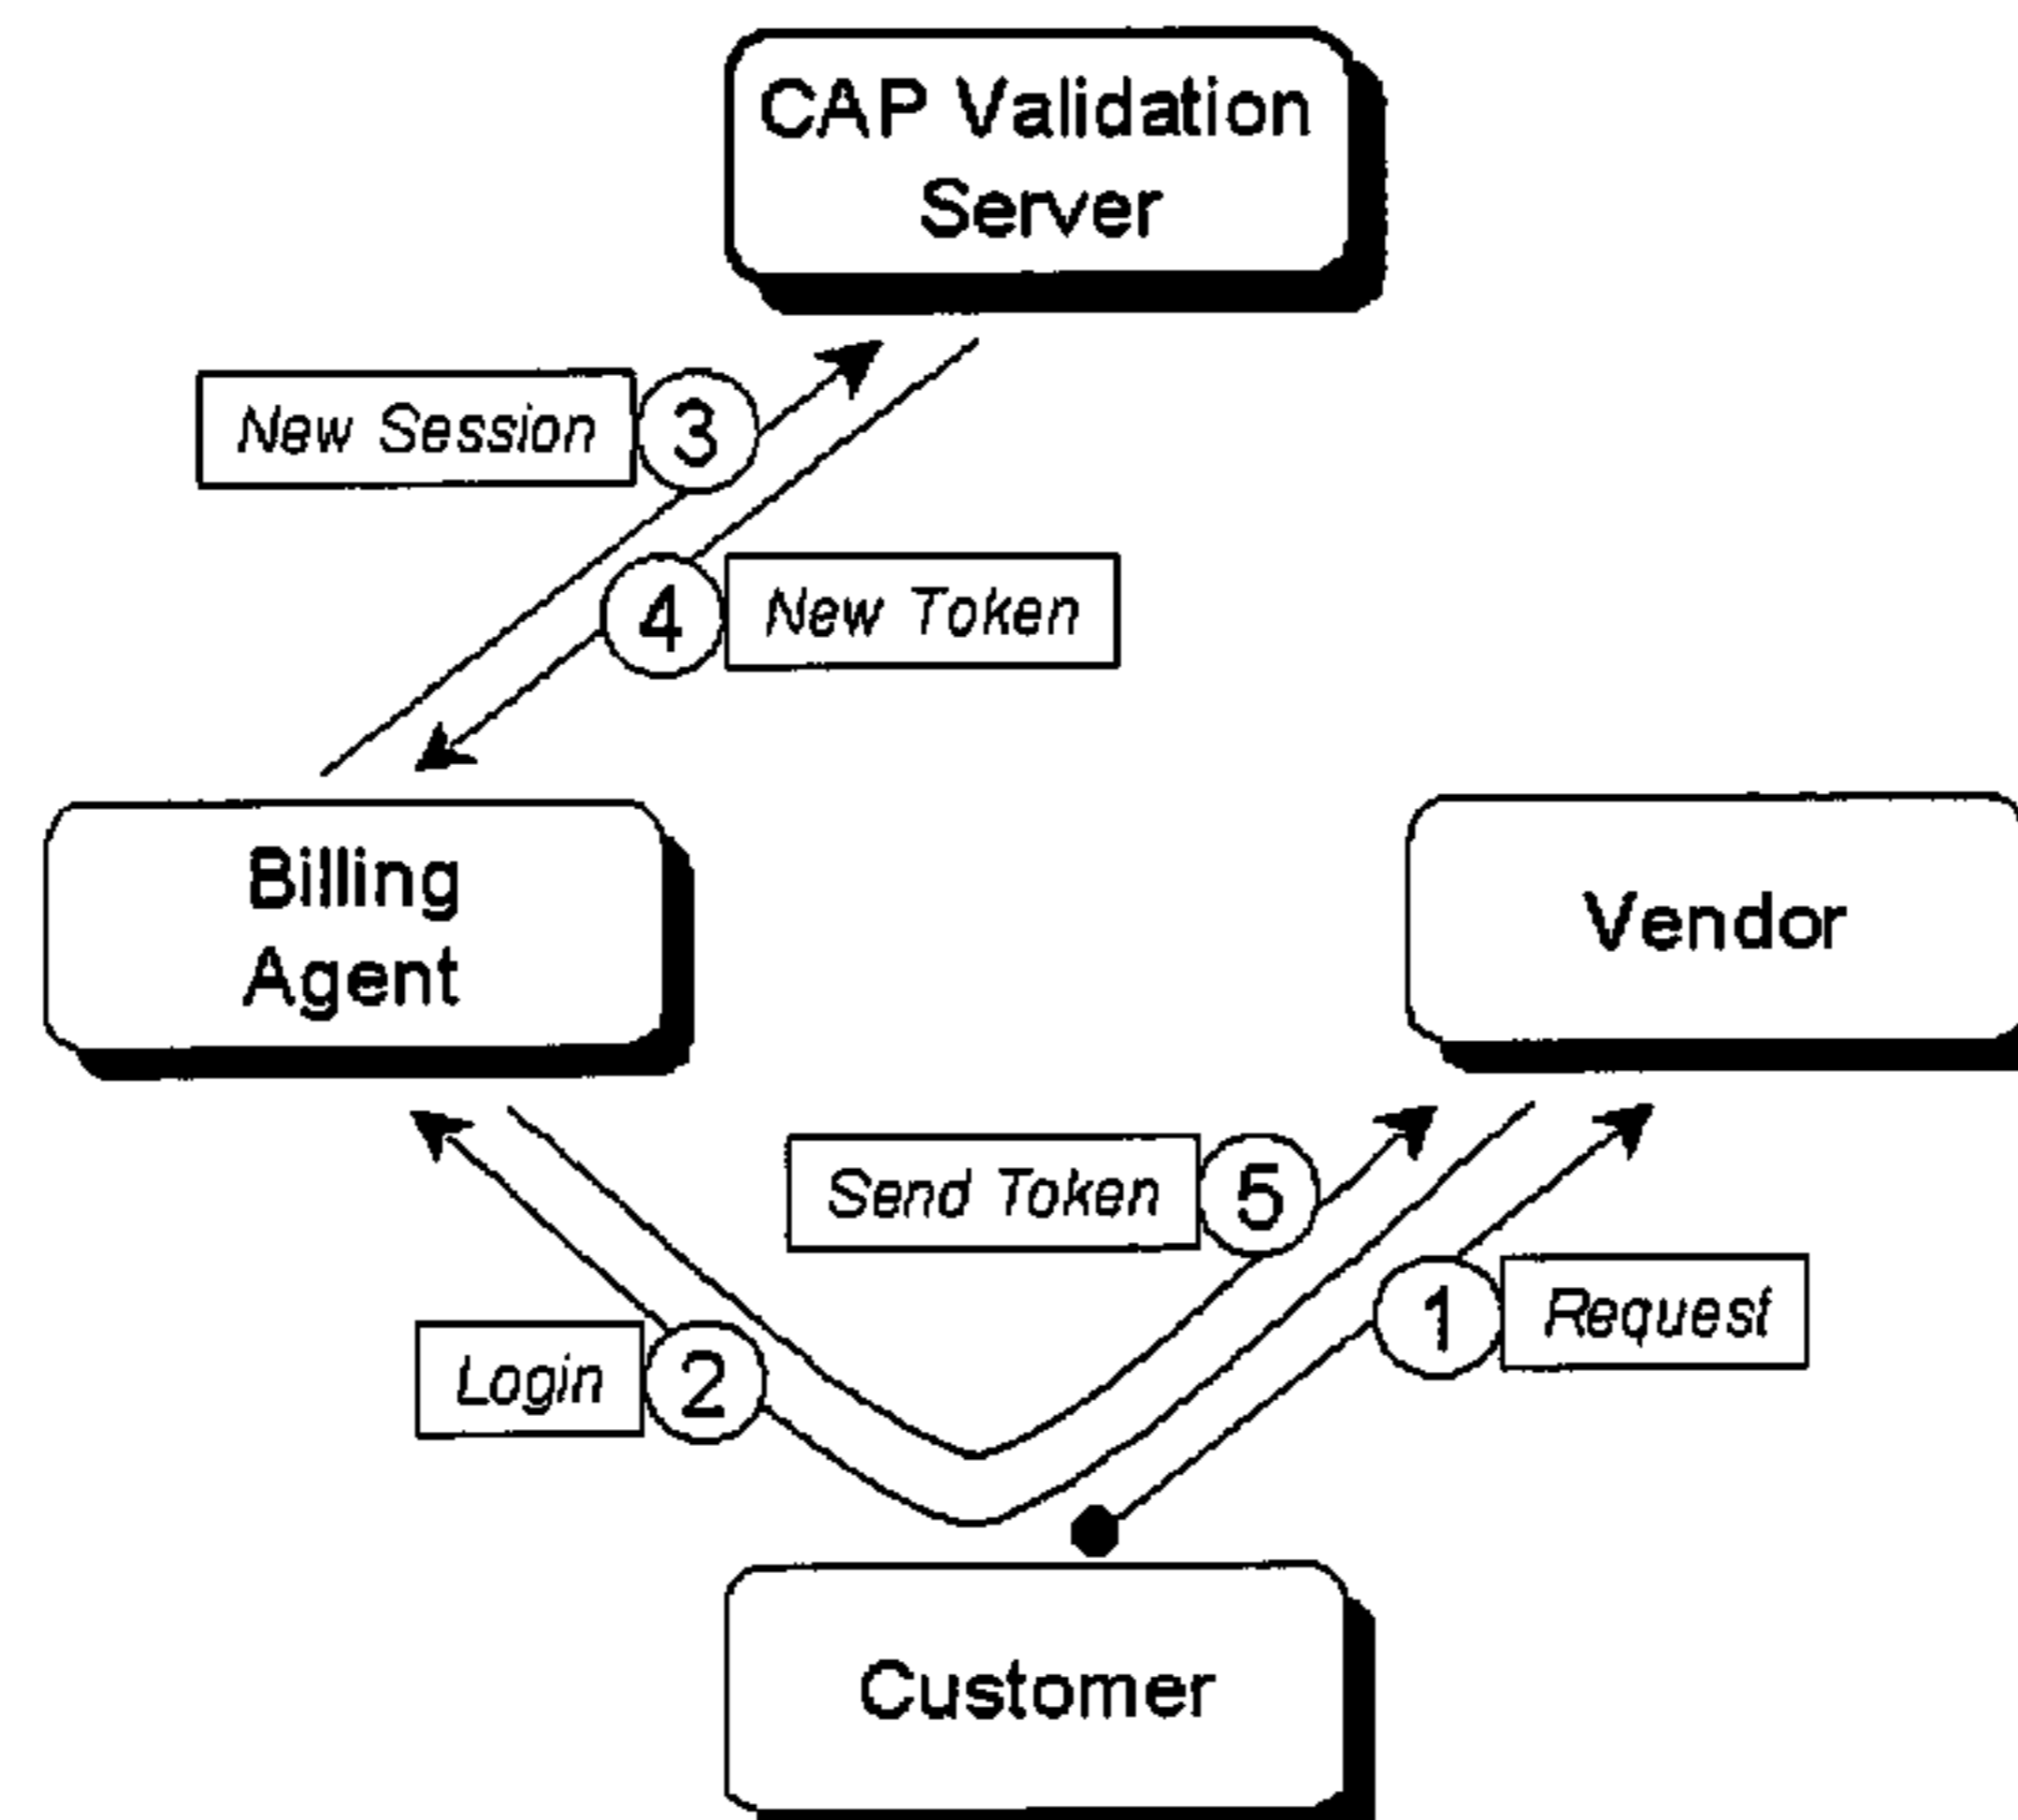 CAP Validation
Server
New Session
3
4
New Token
Billing
Agent
Vendor
Send Token
5
1
Request
Login
2
Customer